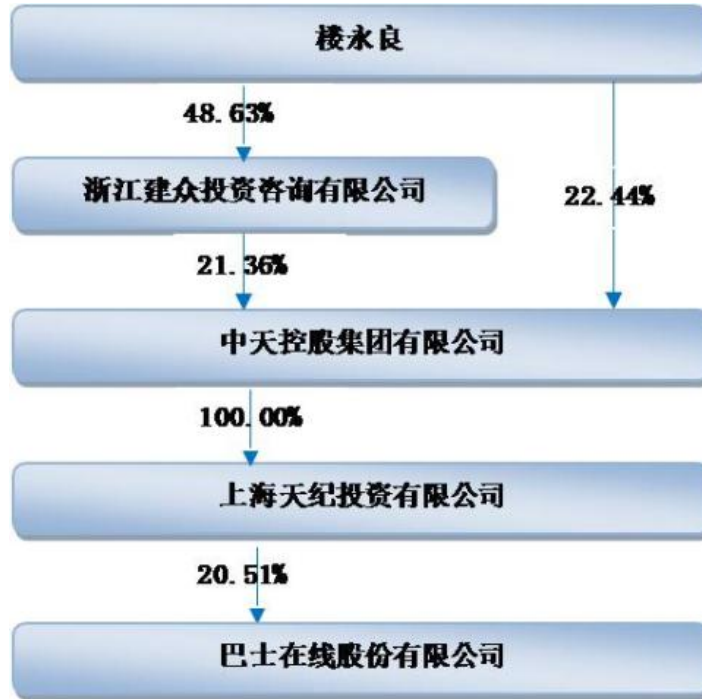 楼永良
48.63%
浙江建众投资咨询有限公司
22.44%
21.36%
中天控股集团有限公司
100.00%
上海天纪投资有限公司
20.51%
巴士在线股份有限公司